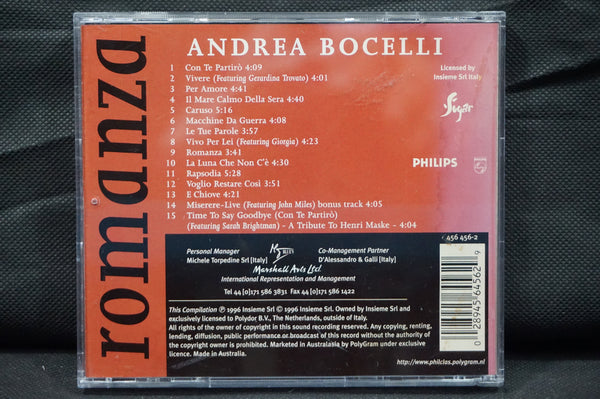 romanza
ANDREA BOCELLI
1 Con Te Partirò 4:09
2 Vivere (Featuring Gerardina Trovato) 4:01
3 Per Amore 4:41
4 Il Mare Calmo Della Sera 4:40
5 Caruso 5:16
6 Macchine Da Guerra 4:08
7 Le Tue Parole 3:57
8 Vivo Per Lei (Featuring Giorgia) 4:23
9 Romanza 3:41
10 La Luna Che Non C'è 4:30
11 Rapsodia 5:28
12 Voglio Restare Così 3:51
13 E Chiove 4:21
14 Miserere-Live (Featuring John Miles) bonus track 4:05
15 Time To Say Goodbye (Con Te Partirò)
(Featuring Sarah Brightman) - A Tribute To Henri Maske - 4:04
Licensed by
Insieme Srl Italy
Sugar
PHILIPS
PHILIPS
456 456-2
Personal Manager
Michele Torpedine Srl [Italy]
Co-Management Partner
D'Alessandro & Galli [Italy]
Marshall Arts Ltd
International Representation and Management
Tel 44 [0]171 586 3831 Fax 44 [0]171 586 1422
0 28945 64562 9
This Compilation ℗ 1996 Insieme Srl © 1996 Insieme Srl. Owned by Insieme Srl and
exclusively licensed to Polydor B.V., The Netherlands, outside of Italy.
All rights of the owner of copyright in this sound recording reserved. Any copying, renting,
lending, diffusion, public performance.or.broadcast of this record without the authority of
the copyright owner is prohibited. Marketed in Australasia by PolyGram under exclusive
licence. Made in Australia.
http://www.philclas.polygram.nl